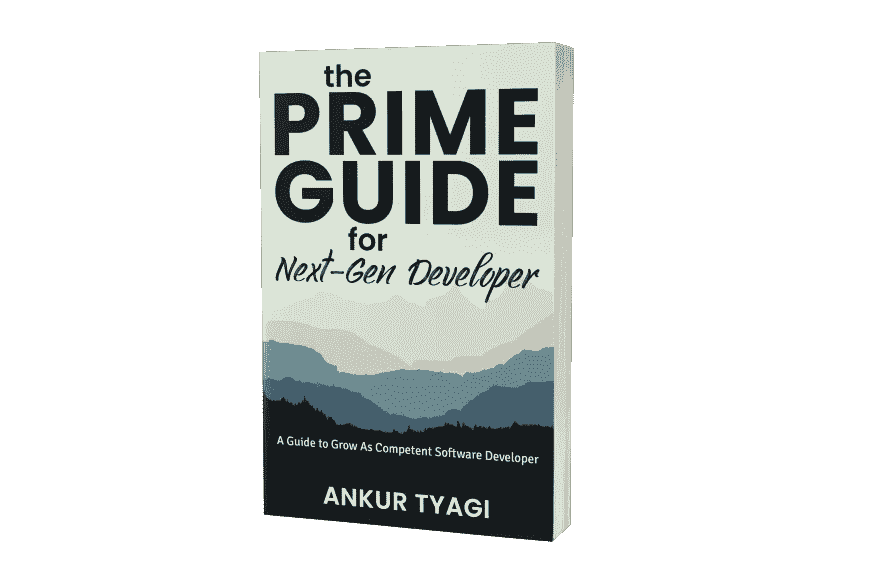 the
PRIME
GUIDE
for
Next-Gen Developer
A Guide to Grow As Competent Software Developer
ANKUR TYAGI